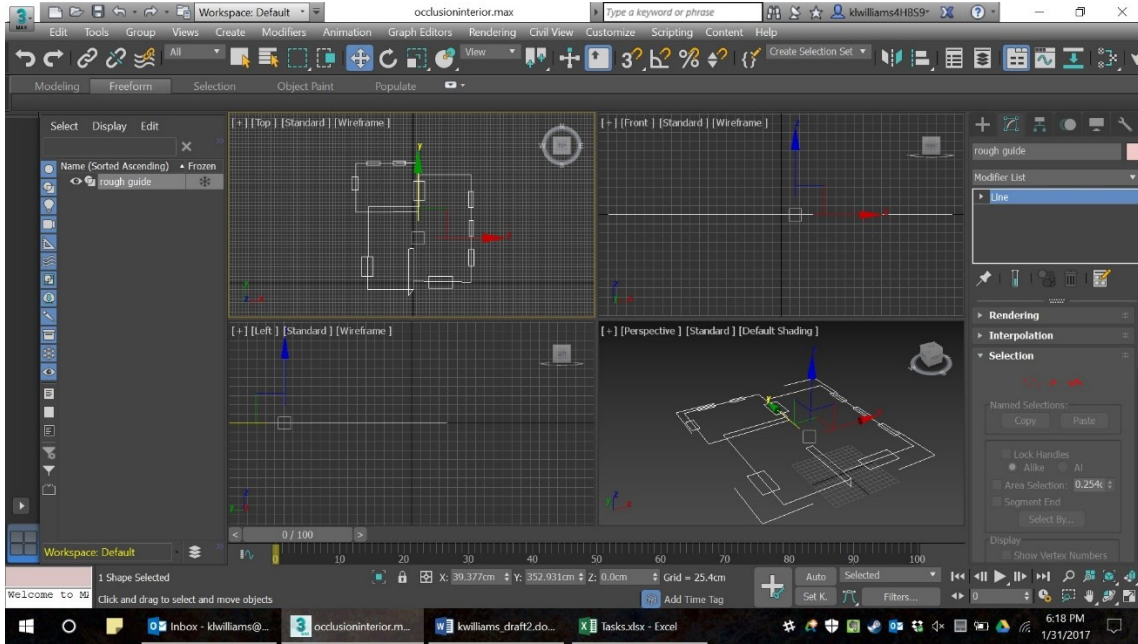 3
MAX
Workspace: Default
occlusioninterior.max
Type a keyword or phrase
klwilliams4HBS9
Edit Tools Group Views Create Modifiers Animation Graph Editors Rendering Civil View Customize Scripting Content Help
All
View
Create Selection Set
Modeling Freeform Selection Object Paint Populate
Select Display Edit
Name (Sorted Ascending) Frozen
rough guide
[+] [Top ] [Standard ] [Wireframe ]
[+] [Front ] [Standard ] [Wireframe ]
[+] [Left ] [Standard ] [Wireframe ]
[+] [Perspective ] [Standard ] [Default Shading ]
rough guide
Modifier List
Line
Rendering
Interpolation
Selection
Named Selections:
Copy Paste
Lock Handles
Alike Al
Area Selection: 0.254c
Segment End
Select By...
Display
Show Vertex Numbers
0 / 100
Workspace: Default
0 10 20 30 40 50 60 70 80 90 100
1 Shape Selected
X: 39.377cm Y: 352.931cm Z: 0.0cm Grid = 25.4cm
Auto Selected
Welcome to M
Click and drag to select and move objects
Add Time Tag
Set K. Filters...
0
Inbox - klwilliams@...
occlusioninterior.m...
kwilliams_draft2.do...
Tasks.xlsx - Excel
6:18 PM
1/31/2017